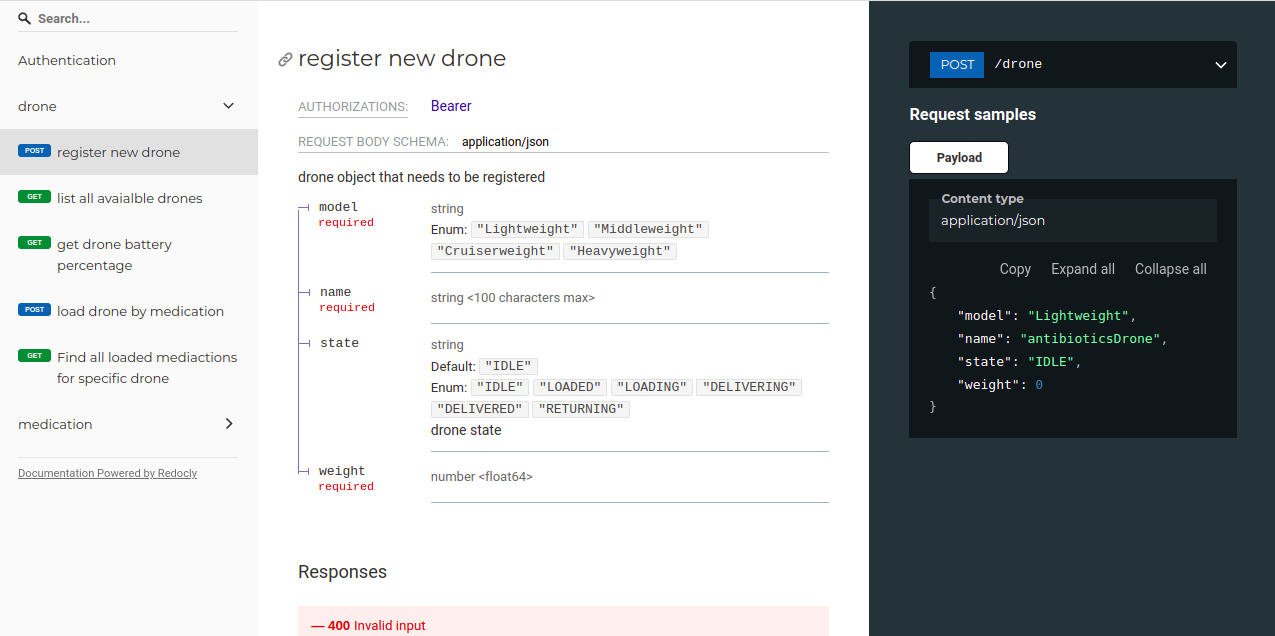 Search...
Authentication
drone
POST register new drone
GET list all avaialble drones
GET get drone battery
percentage
POST load drone by medication
GET Find all loaded mediactions
for specific drone
medication
Documentation Powered by Redocly
register new drone
AUTHORIZATIONS: Bearer
REQUEST BODY SCHEMA: application/json
drone object that needs to be registered
model
required
string
Enum: "Lightweight" "Middleweight"
"Cruiserweight" "Heavyweight"
name
required
string <100 characters max>
state
string
Default: "IDLE"
Enum: "IDLE" "LOADED" "LOADING" "DELIVERING"
"DELIVERED" "RETURNING"
drone state
weight
required
number <float64>
Responses
— 400 Invalid input
POST /drone
Request samples
Payload
Content type
application/json
Copy Expand all Collapse all
{
"model": "Lightweight",
"name": "antibioticsDrone",
"state": "IDLE",
"weight": 0
}